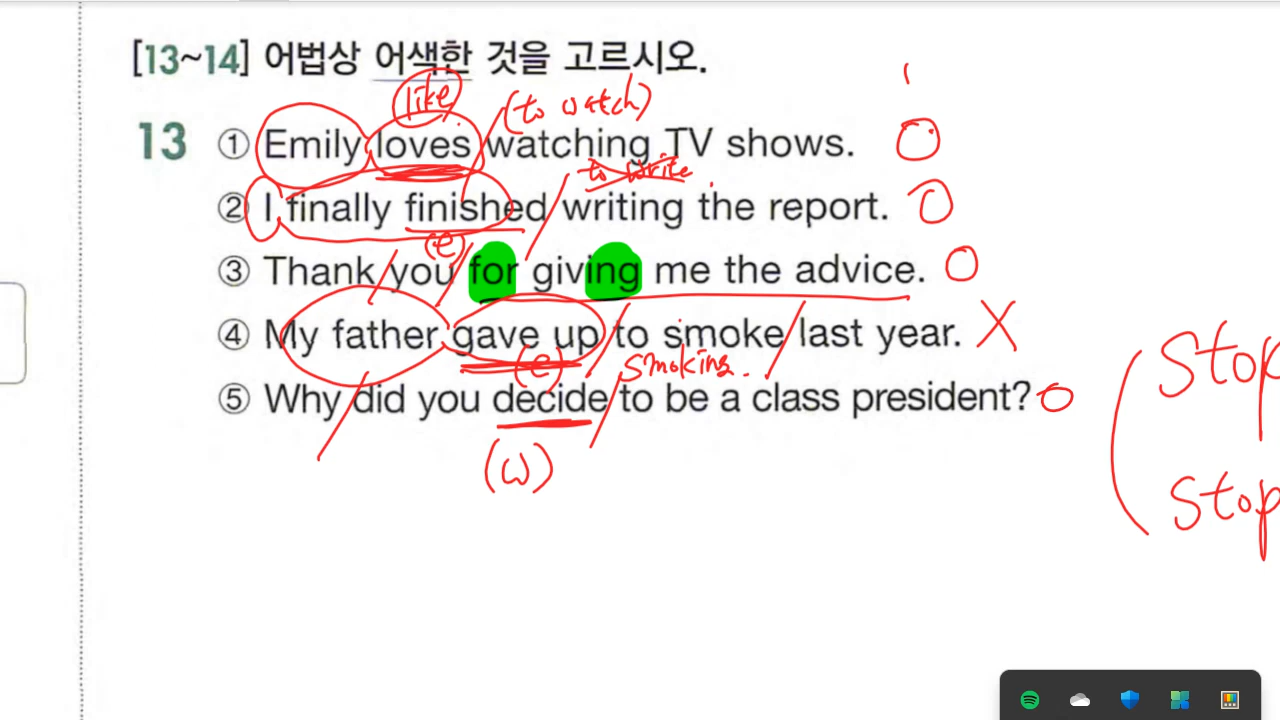 [13~14] 어법상 어색한 것을 고르시오.
like (to watch)
13 ① Emily loves watching TV shows. O
to write
② I finally finished writing the report. O
(e)
③ Thank you for giving me the advice. O
④ My father gave up to smoke last year. X
(e) smoking.
⑤ Why did you decide to be a class president? O
(w)
Stop
Stop